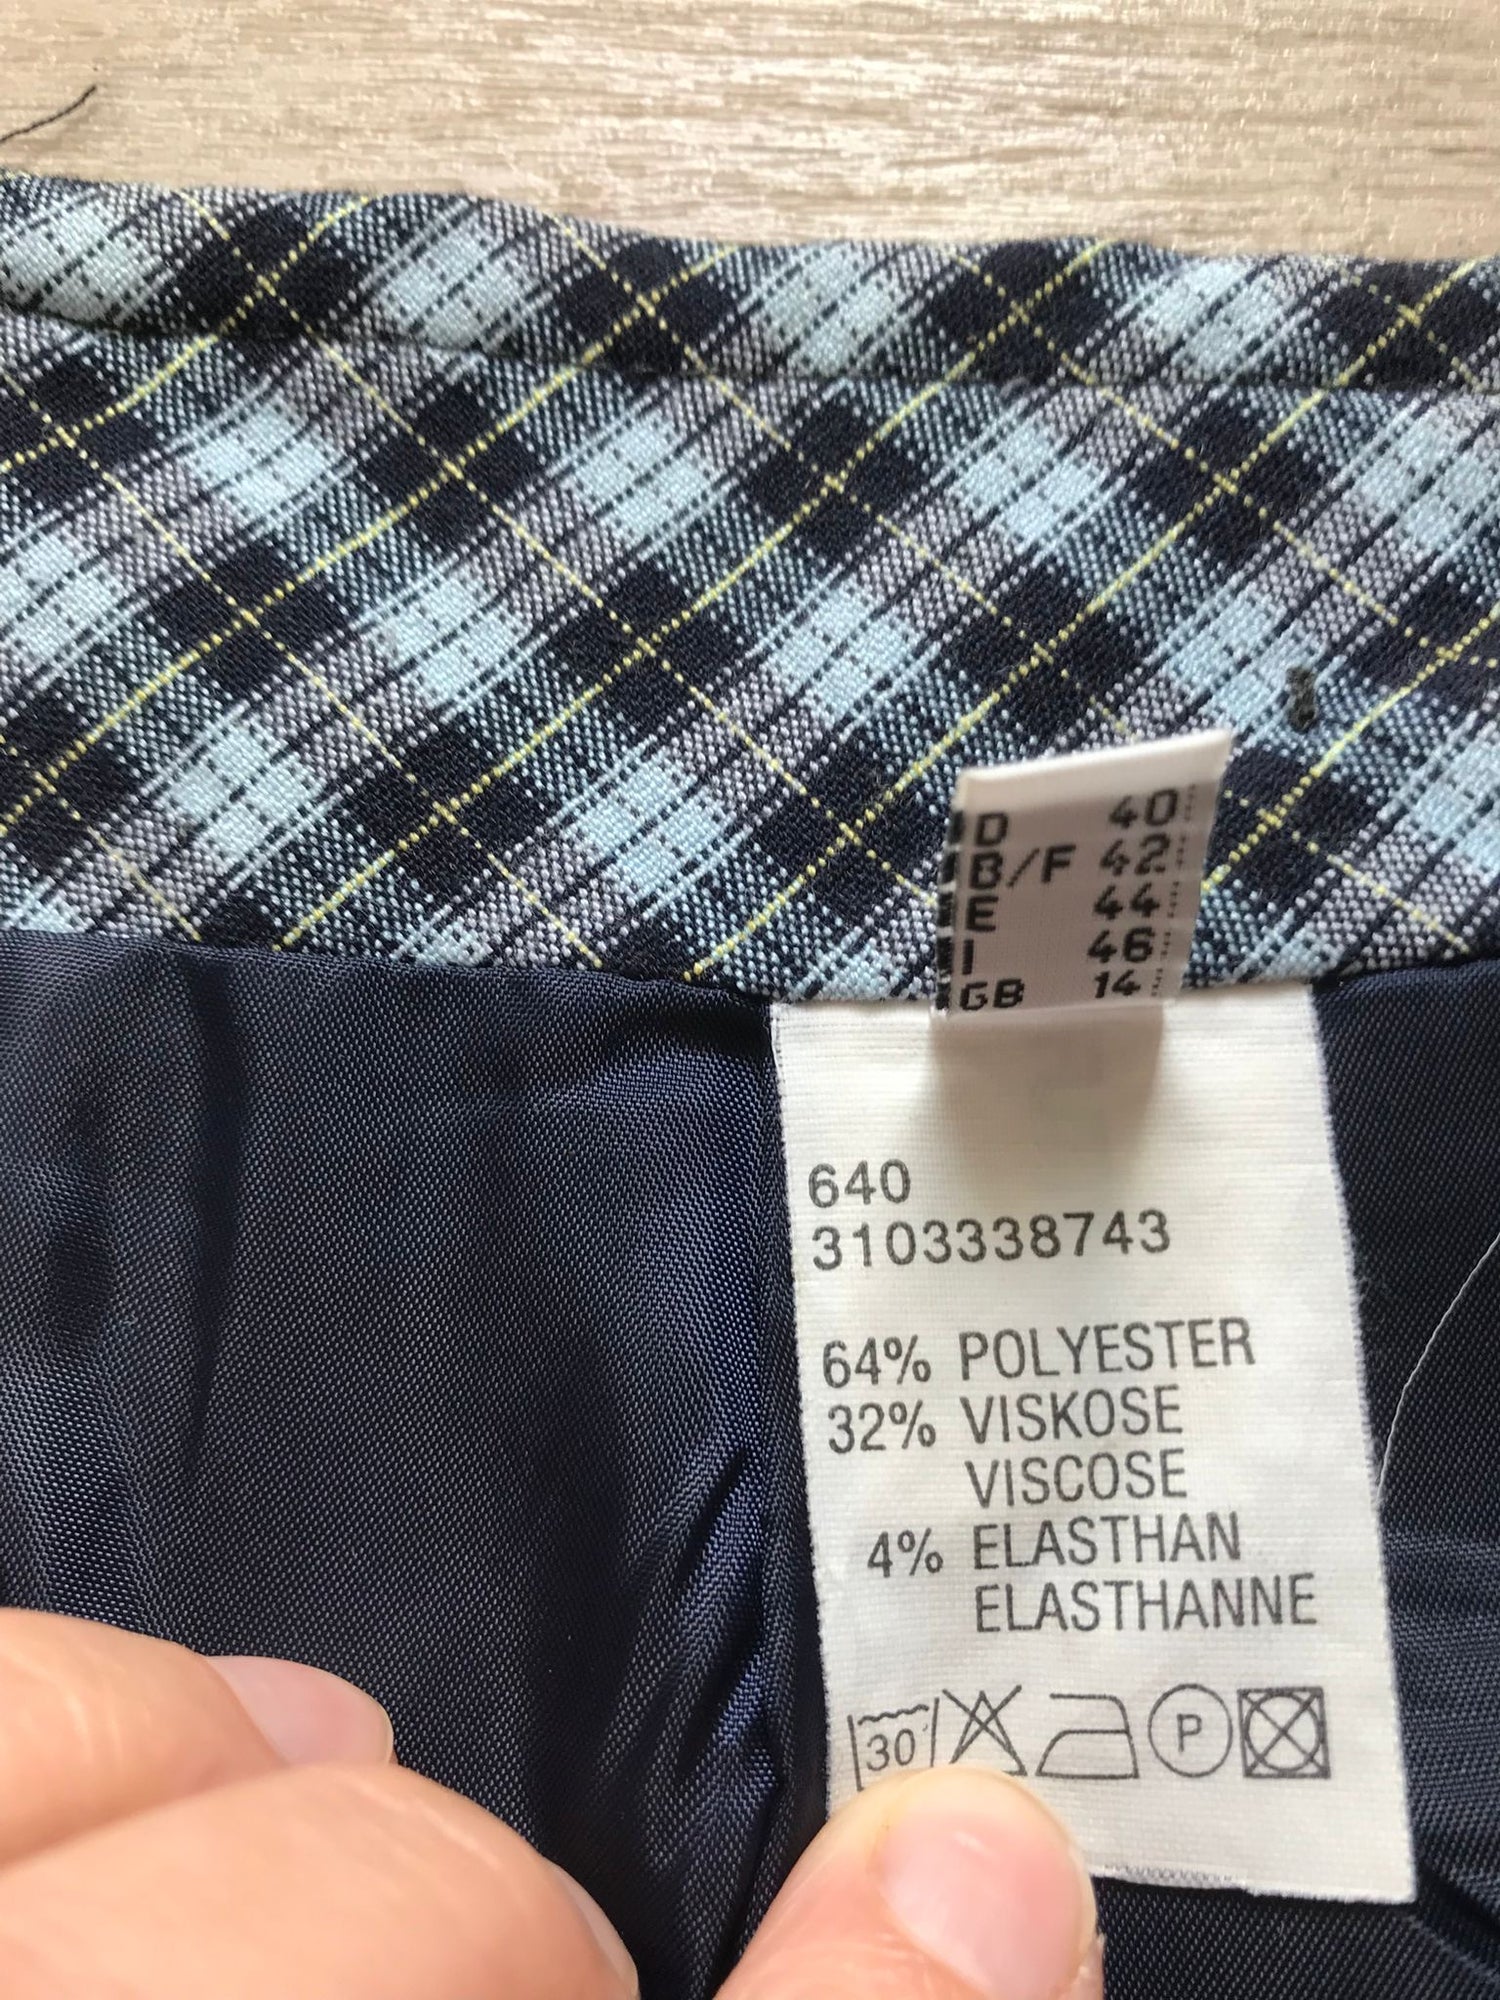 D 40
B/F 42
E 44
I 46
GB 14
640
3103338743
64% POLYESTER
32% VISKOSE
VISCOSE
4% ELASTHAN
ELASTHANNE
30° P